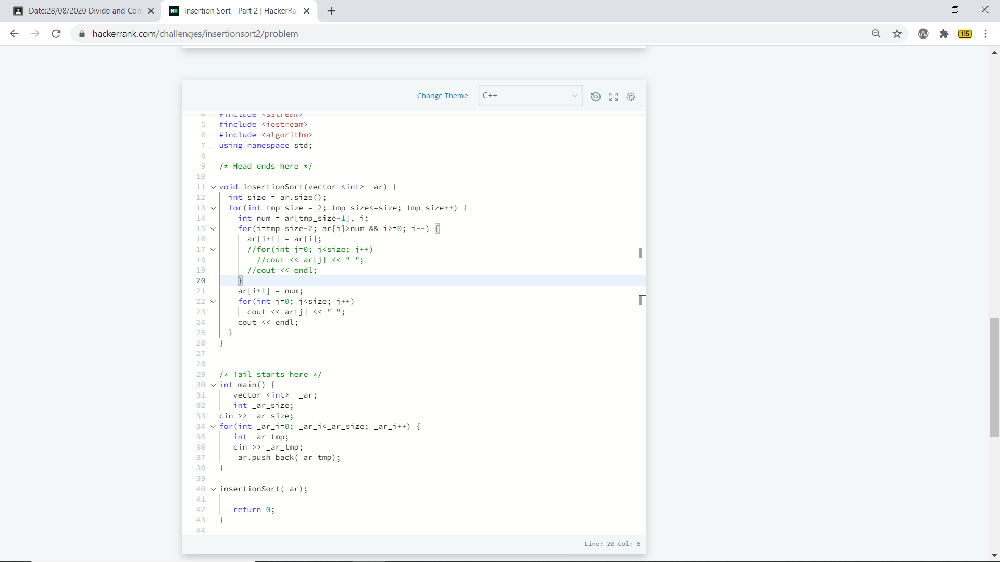 Date:28/08/2020 Divide and Con
Insertion Sort - Part 2 | HackerRa
hackerrank.com/challenges/insertionsort2/problem
115
Change Theme
C++
4 #include <sstream>
5 #include <iostream>
6 #include <algorithm>
7 using namespace std;
8
9 /* Head ends here */
10
11 void insertionSort(vector <int>  ar) {
12   int size = ar.size();
13   for(int tmp_size = 2; tmp_size<=size; tmp_size++) {
14     int num = ar[tmp_size-1], i;
15     for(i=tmp_size-2; ar[i]>num && i>=0; i--) {
16       ar[i+1] = ar[i];
17       //for(int j=0; j<size; j++)
18         //cout << ar[j] << " ";
19       //cout << endl;
20     }
21     ar[i+1] = num;
22     for(int j=0; j<size; j++)
23       cout << ar[j] << " ";
24     cout << endl;
25   }
26 }
27
28
29 /* Tail starts here */
30 int main() {
31    vector <int>  _ar;
32    int _ar_size;
33 cin >> _ar_size;
34 for(int _ar_i=0; _ar_i<_ar_size; _ar_i++) {
35    int _ar_tmp;
36    cin >> _ar_tmp;
37    _ar.push_back(_ar_tmp);
38 }
39
40 insertionSort(_ar);
41
42    return 0;
43 }
44
Line: 20 Col: 6